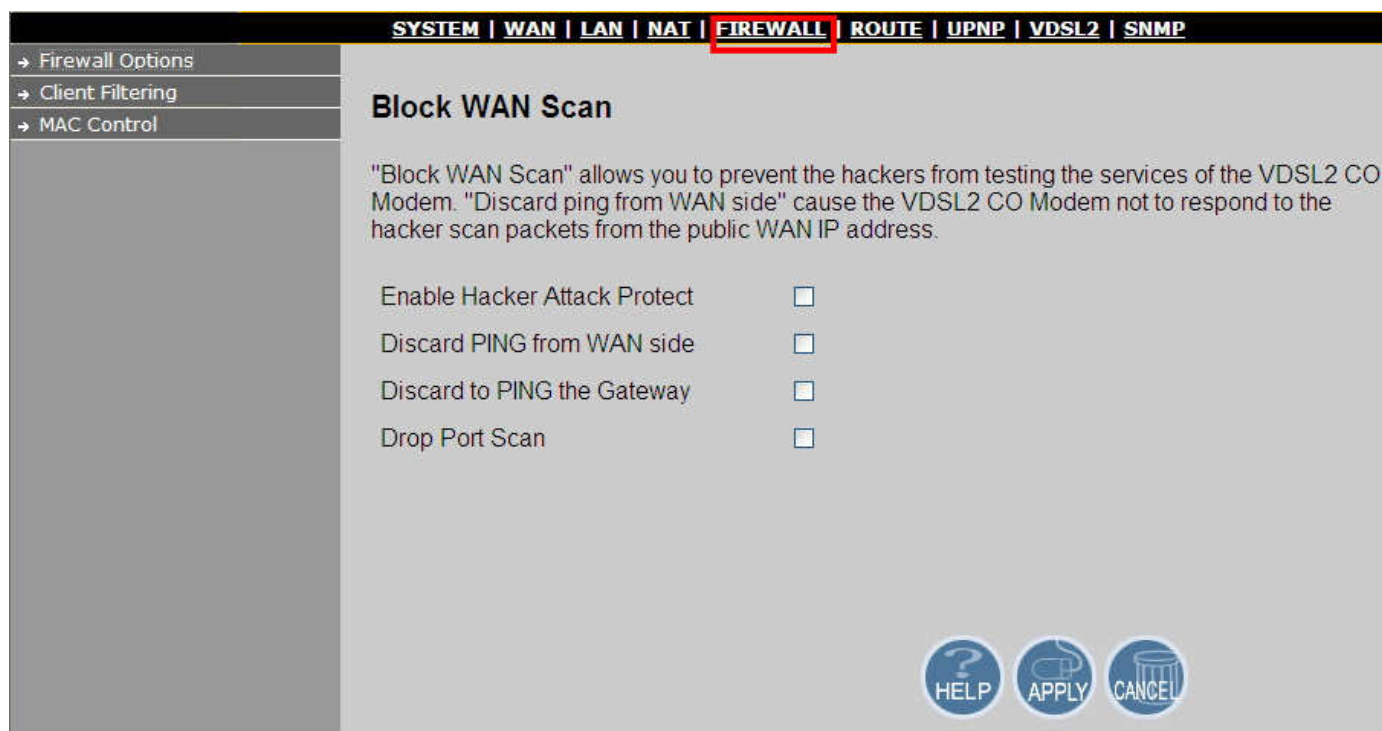 SYSTEM | WAN | LAN | NAT | FIREWALL | ROUTE | UPNP | VDSL2 | SNMP
→ Firewall Options
→ Client Filtering
→ MAC Control
Block WAN Scan
"Block WAN Scan" allows you to prevent the hackers from testing the services of the VDSL2 CO
Modem. "Discard ping from WAN side" cause the VDSL2 CO Modem not to respond to the
hacker scan packets from the public WAN IP address.
Enable Hacker Attack Protect
Discard PING from WAN side
Discard to PING the Gateway
Drop Port Scan
? HELP APPLY CANCEL